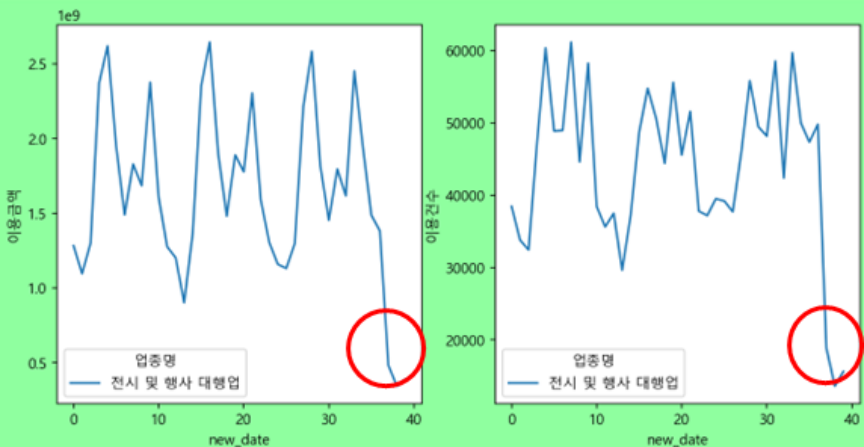 1e9
2.5
2.0
1.5
1.0
0.5
0
10
20
30
40
이용금액
new_date
업종명
전시 및 행사 대행업
60000
50000
40000
30000
20000
0
10
20
30
40
이용건수
new_date
업종명
전시 및 행사 대행업